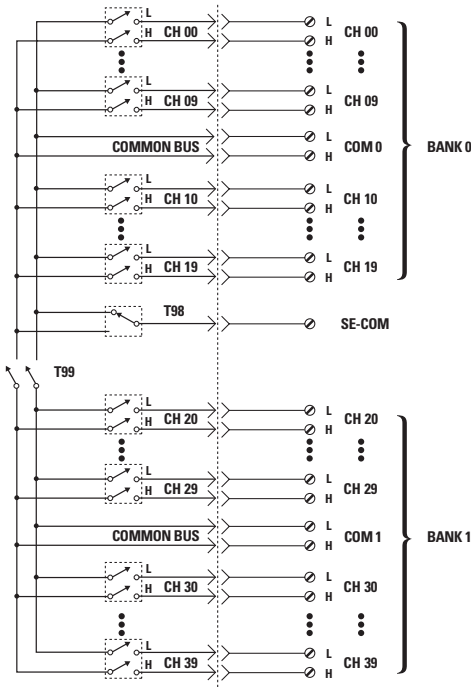 L
H CH 00 L
H CH 00
L
H CH 09 L
H CH 09
COMMON BUS L
H COM 0 BANK 0
L
H CH 10 L
H CH 10
L
H CH 19 L
H CH 19
T98 SE-COM
T99
L
H CH 20 L
H CH 20
L
H CH 29 L
H CH 29
COMMON BUS L
H COM 1 BANK 1
L
H CH 30 L
H CH 30
L
H CH 39 L
H CH 39